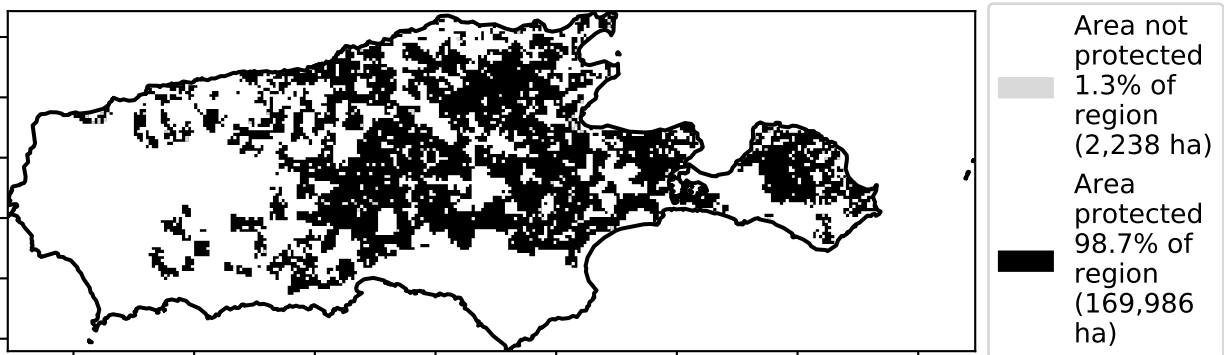 Area not
protected
1.3% of
region
(2,238 ha)
Area
protected
98.7% of
region
(169,986
ha)